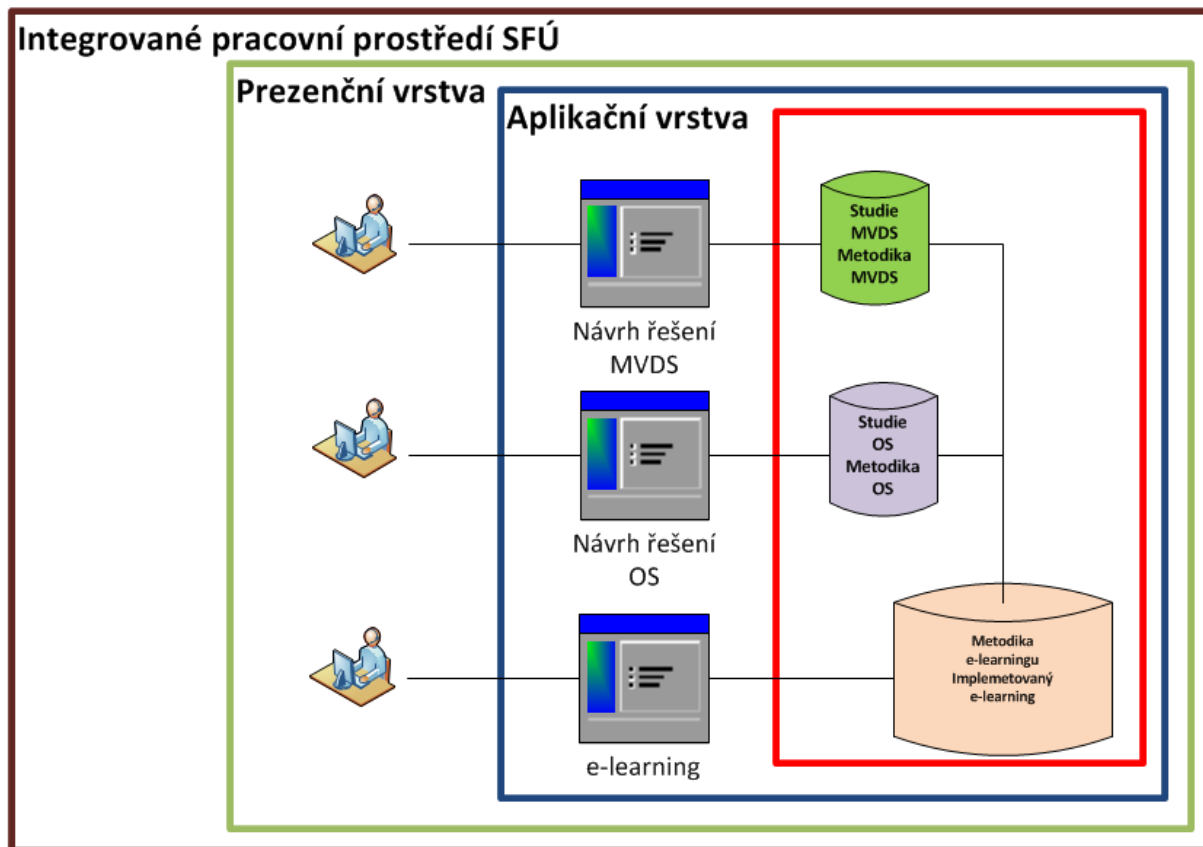 Integrované pracovní prostředí SFÚ
Prezenční vrstva
Aplikační vrstva
Studie
MVDS
Metodika
MVDS
Návrh řešení
MVDS
Studie
OS
Metodika
OS
Návrh řešení
OS
Metodika
e-learningu
Implemetovaný
e-learning
e-learning